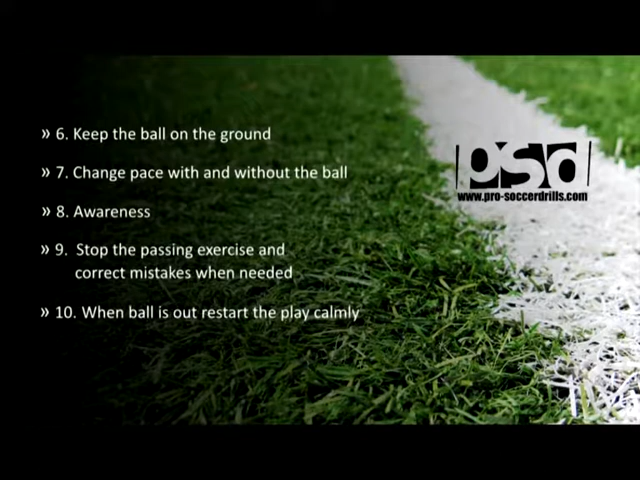 » 6. Keep the ball on the ground
» 7. Change pace with and without the ball
» 8. Awareness
» 9. Stop the passing exercise and
correct mistakes when needed
» 10. When ball is out restart the play calmly
psd
www.pro-soccerdrills.com